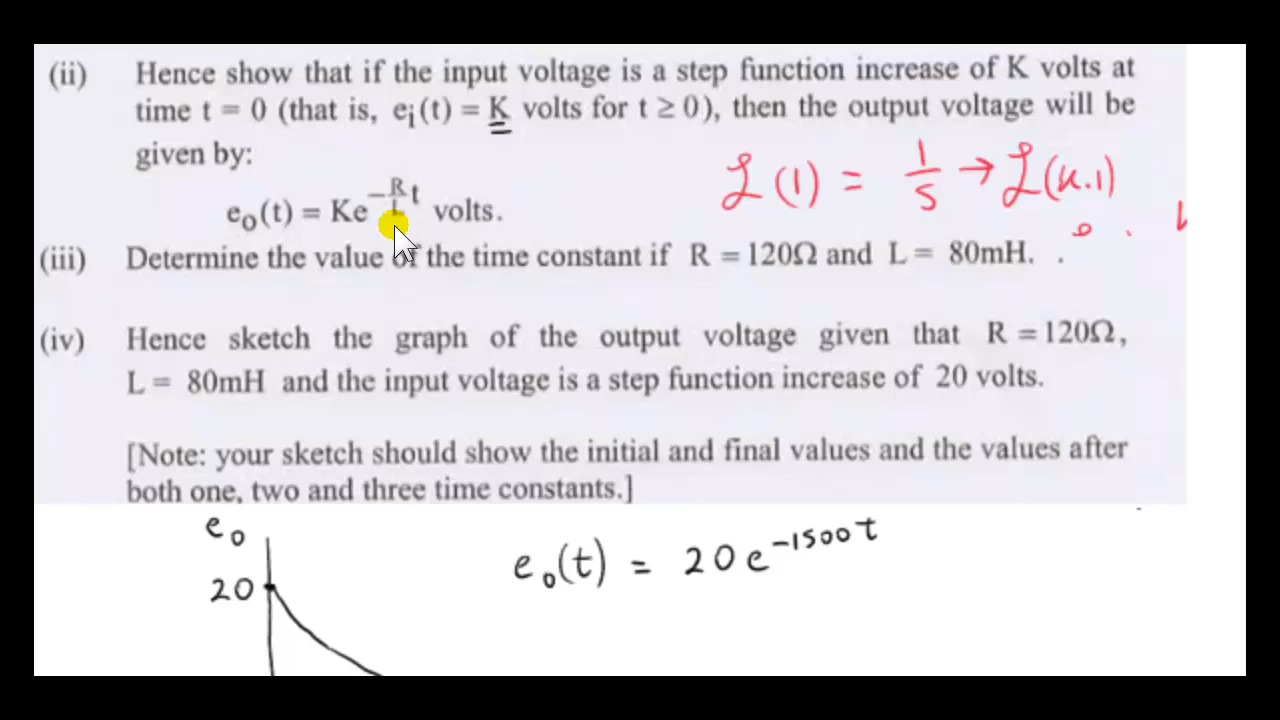 (ii) Hence show that if the input voltage is a step function increase of K volts at
time t = 0 (that is, eᵢ(t) = K volts for t ≥ 0), then the output voltage will be
given by:
ℒ(1) = 1/s → ℒ(K.1)
e₀(t) = Ke^(-R/L t) volts.
(iii) Determine the value of the time constant if R = 120Ω and L = 80mH. .
(iv) Hence sketch the graph of the output voltage given that R = 120Ω,
L = 80mH and the input voltage is a step function increase of 20 volts.
[Note: your sketch should show the initial and final values and the values after
both one, two and three time constants.]
e₀
e₀(t) = 20e^(-1500t)
20